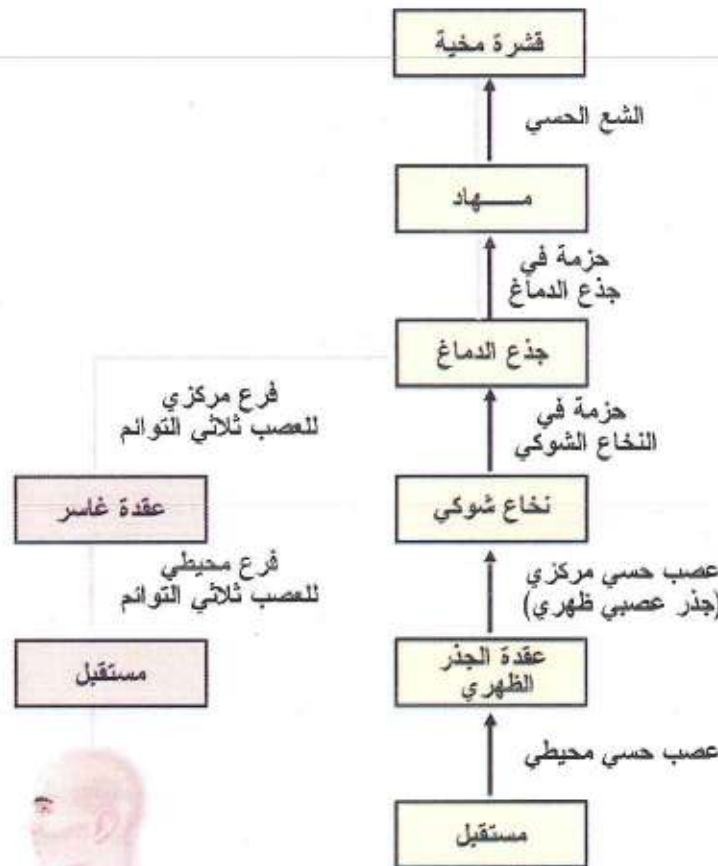 قشرة مخية
الشع الحسي
مـــهاد
حزمة في
جذع الدماغ
جذع الدماغ
فرع مركزي
للعصب ثلاثي التوائم
حزمة في
النخاع الشوكي
عقدة غاسر
نخاع شوكي
فرع محيطي
للعصب ثلاثي التوائم
عصب حسي مركزي
(جذر عصبي ظهري)
مستقبل
عقدة الجذر
الظهري
عصب حسي محيطي
مستقبل